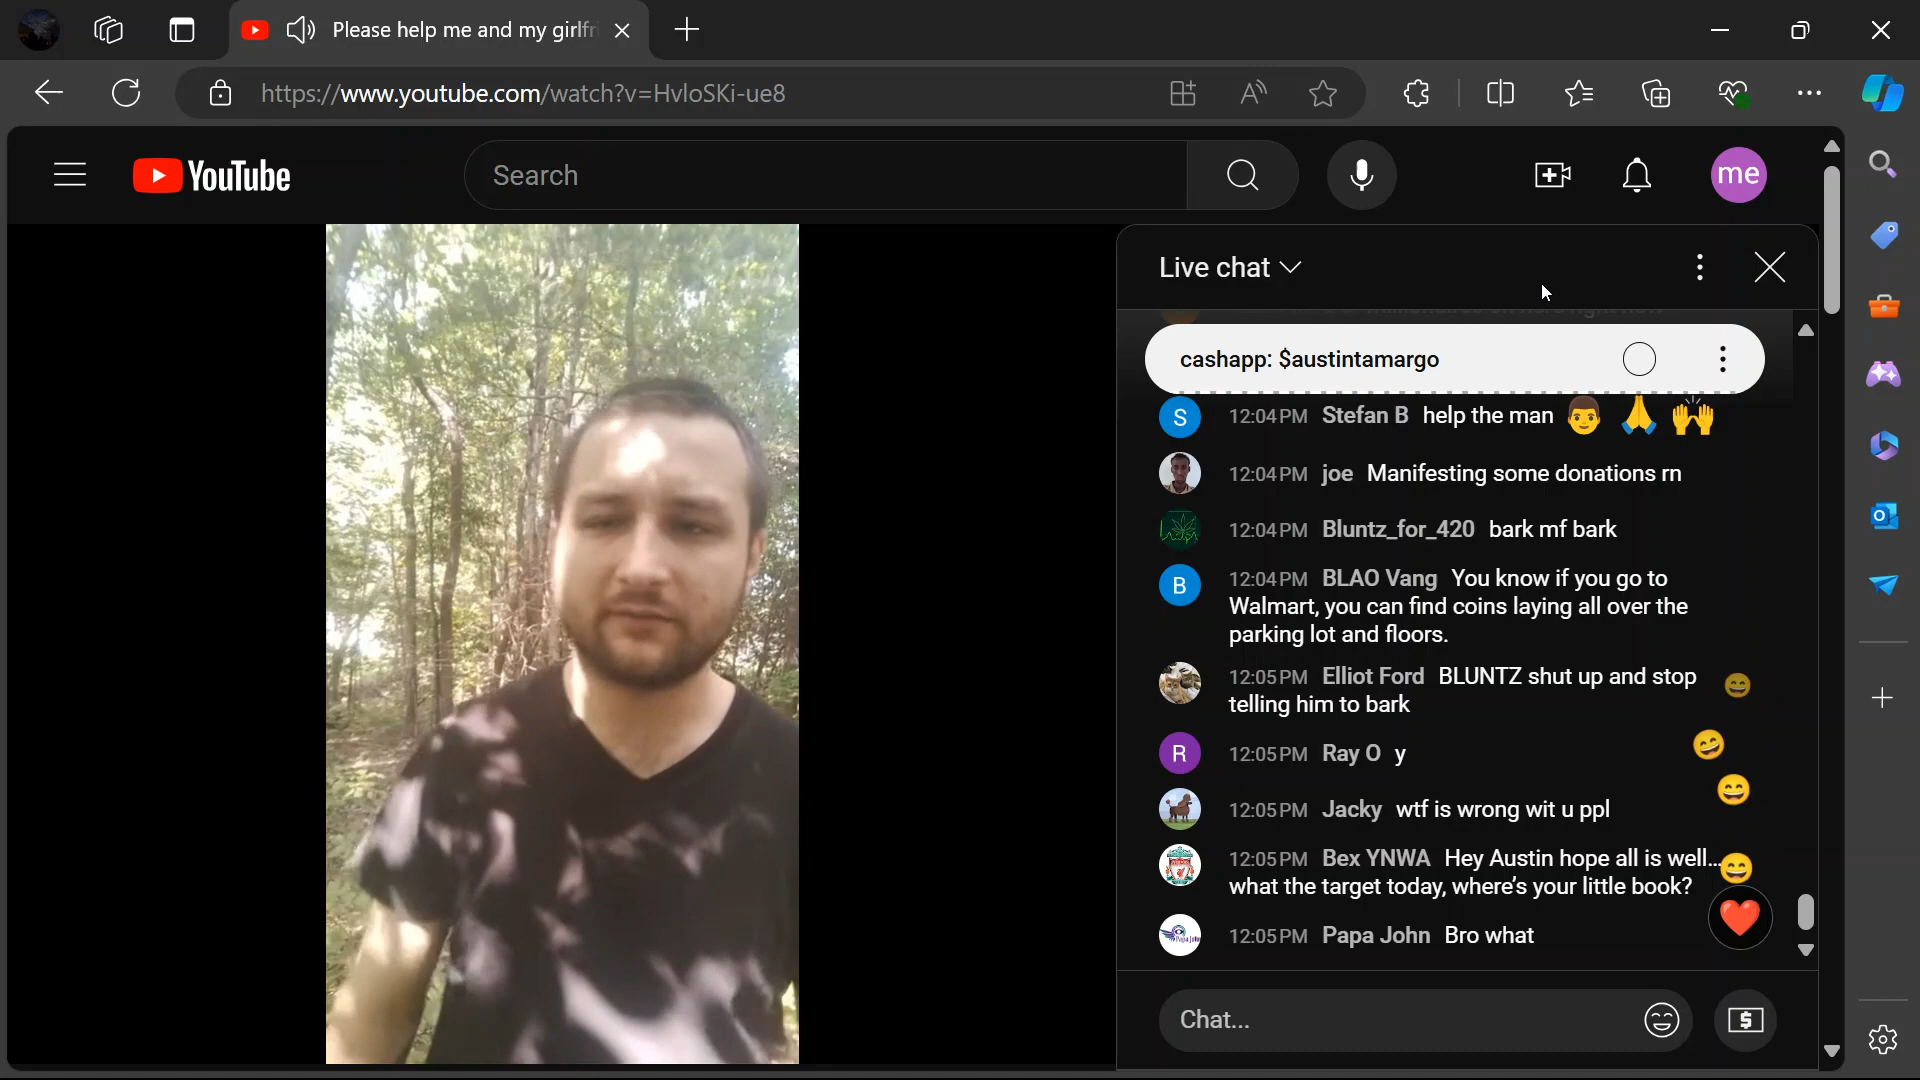 Please help me and my girlfr
https://www.youtube.com/watch?v=HvloSKi-ue8
YouTube
Search
me
Live chat
cashapp: $austintamargo
S 12:04 PM Stefan B help the man 👨 🙏 🙌
12:04 PM joe Manifesting some donations rn
12:04 PM Bluntz_for_420 bark mf bark
B 12:04 PM BLAO Vang You know if you go to
Walmart, you can find coins laying all over the
parking lot and floors.
12:05 PM Elliot Ford BLUNTZ shut up and stop
telling him to bark
R 12:05 PM Ray O y
12:05 PM Jacky wtf is wrong wit u ppl
12:05 PM Bex YNWA Hey Austin hope all is well...
what the target today, where's your little book?
12:05 PM Papa John Bro what
Chat...